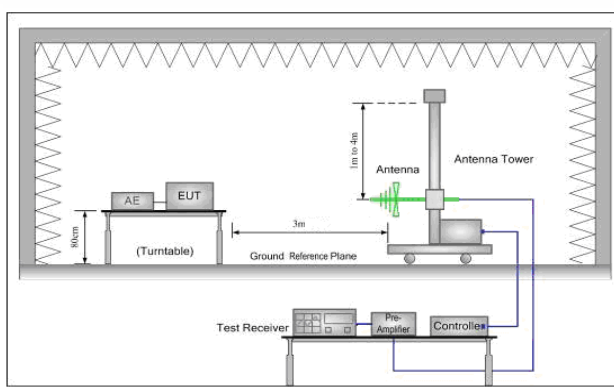 1m to 4m
Antenna
Antenna Tower
AE
EUT
80cm
(Turntable)
3m
Ground Reference Plane
Test Receiver
Pre-
Amplifier
Controller